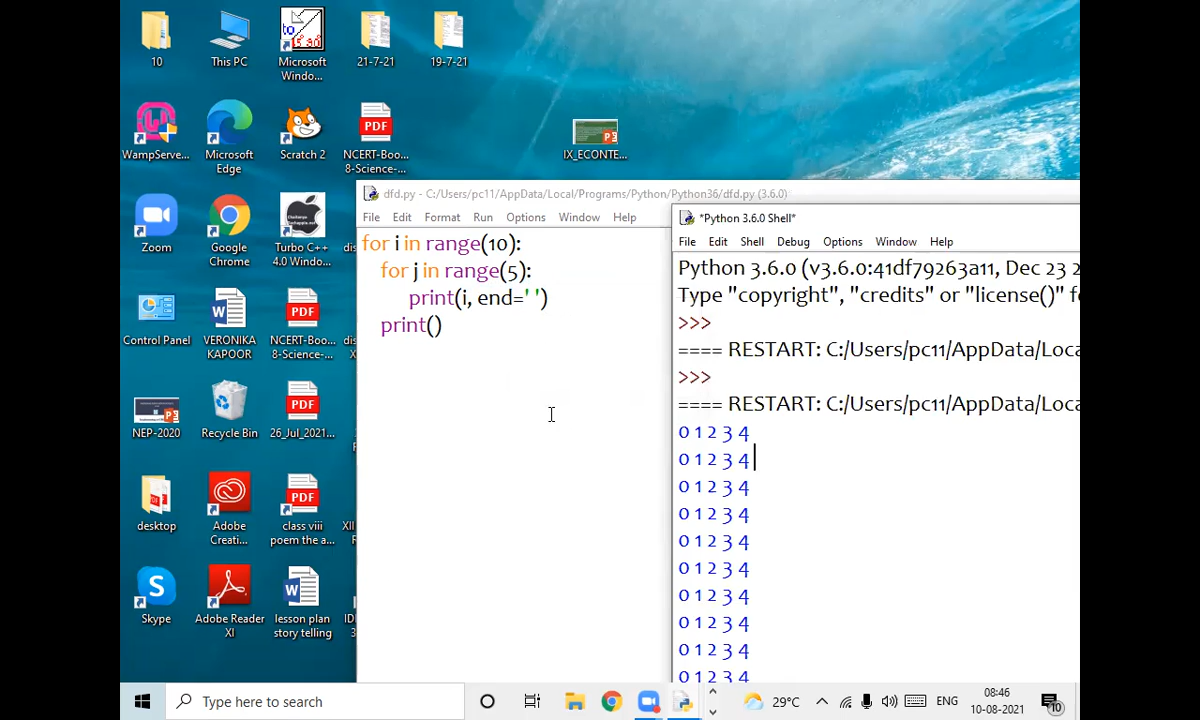 10
This PC
Microsoft
Windo...
21-7-21
19-7-21
to
WampServe...
Microsoft
Edge
Scratch 2
PDF
NCERT-Boo...
8-Science-...
IX_ECONTE...
Zoom
Google
Chrome
Turbo C++
4.0 Windo...
Control Panel
VERONIKA
KAPOOR
PDF
NCERT-Boo...
8-Science-...
NEP-2020
Recycle Bin
PDF
26_Jul_2021...
desktop
Adobe
Creati...
PDF
class viii
poem the a...
Skype
Adobe Reader
XI
lesson plan
story telling
dfd.py - C:/Users/pc11/AppData/Local/Programs/Python/Python36/dfd.py (3.6.0)
File Edit Format Run Options Window Help
for i in range(10):
for j in range(5):
print(i, end=' ')
print()
*Python 3.6.0 Shell*
File Edit Shell Debug Options Window Help
Python 3.6.0 (v3.6.0:41df79263a11, Dec 23 2
Type "copyright", "credits" or "license()" f
>>>
==== RESTART: C:/Users/pc11/AppData/Loca
>>>
==== RESTART: C:/Users/pc11/AppData/Loca
0 1 2 3 4
0 1 2 3 4
0 1 2 3 4
0 1 2 3 4
0 1 2 3 4
0 1 2 3 4
0 1 2 3 4
0 1 2 3 4
0 1 2 3 4
0 1 2 3 4
Type here to search
29°C
ENG
08:46
10-08-2021
10